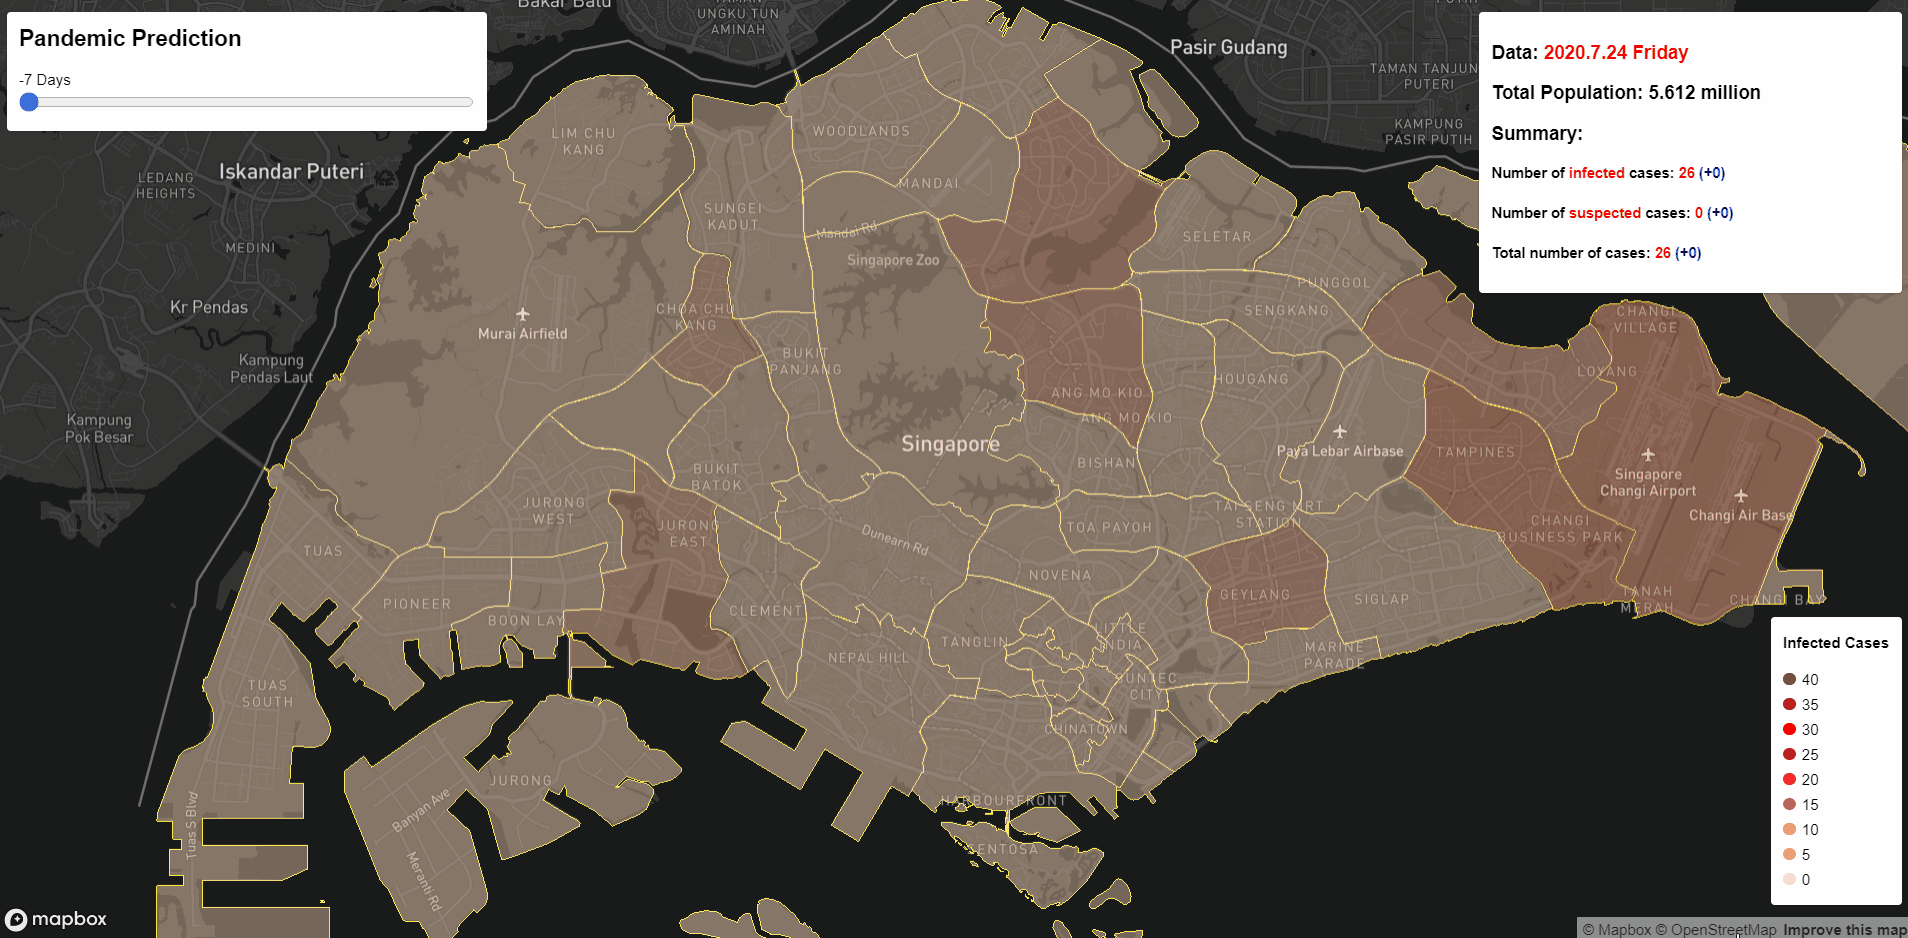 Pandemic Prediction
-7 Days
Data: 2020.7.24 Friday
Total Population: 5.612 million
Summary:
Number of infected cases: 26 (+0)
Number of suspected cases: 0 (+0)
Total number of cases: 26 (+0)
Bakar Batu
TAMAN
UNGKU TUN
AMINAH
Pasir Gudang
TAMAN TANJUN
PUTERI
KAMPUNG
PASIR PUTIH
LIM CHU
KANG
WOODLANDS
Iskandar Puteri
LEDANG
HEIGHTS
MANDAI
SUNGEI
KADUT
Mandai Rd
SELETAR
MEDINI
Singapore Zoo
PUNGGOL
Kr Pendas
CHOA CHU
KANG
SENGKANG
CHANGI
VILLAGE
Murai Airfield
Kampung
Pendas Laut
BUKIT
PANJANG
LOYANG
HOUGANG
ANG MO KIO
ANG MO KIO
Kampung
Pok Besar
Singapore
Paya Lebar Airbase
TAMPINES
BISHAN
BUKIT
BATOK
Singapore
Changi Airport
JURONG
WEST
TAI SENG MRT
STATION
Changi Air Base
JURONG
EAST
Dunearn Rd
TOA PAYOH
CHANGI
BUSINESS PARK
TUAS
NOVENA
PIONEER
GEYLANG
SIGLAP
TANAH
MERAH
CHANGI BAY
BOON LAY
CLEMENT
LITTLE
INDIA
TANGLIN
NEPAL HILL
MARINE
PARADE
TUAS
SOUTH
SUNTEC
CITY
CHINATOWN
JURONG
Banyan Ave
HARBOURFRONT
Tuas S Blvd
SENTOSA
Meranti Rd
Infected Cases
40
35
30
25
20
15
10
5
0
mapbox
© Mapbox © OpenStreetMap Improve this map